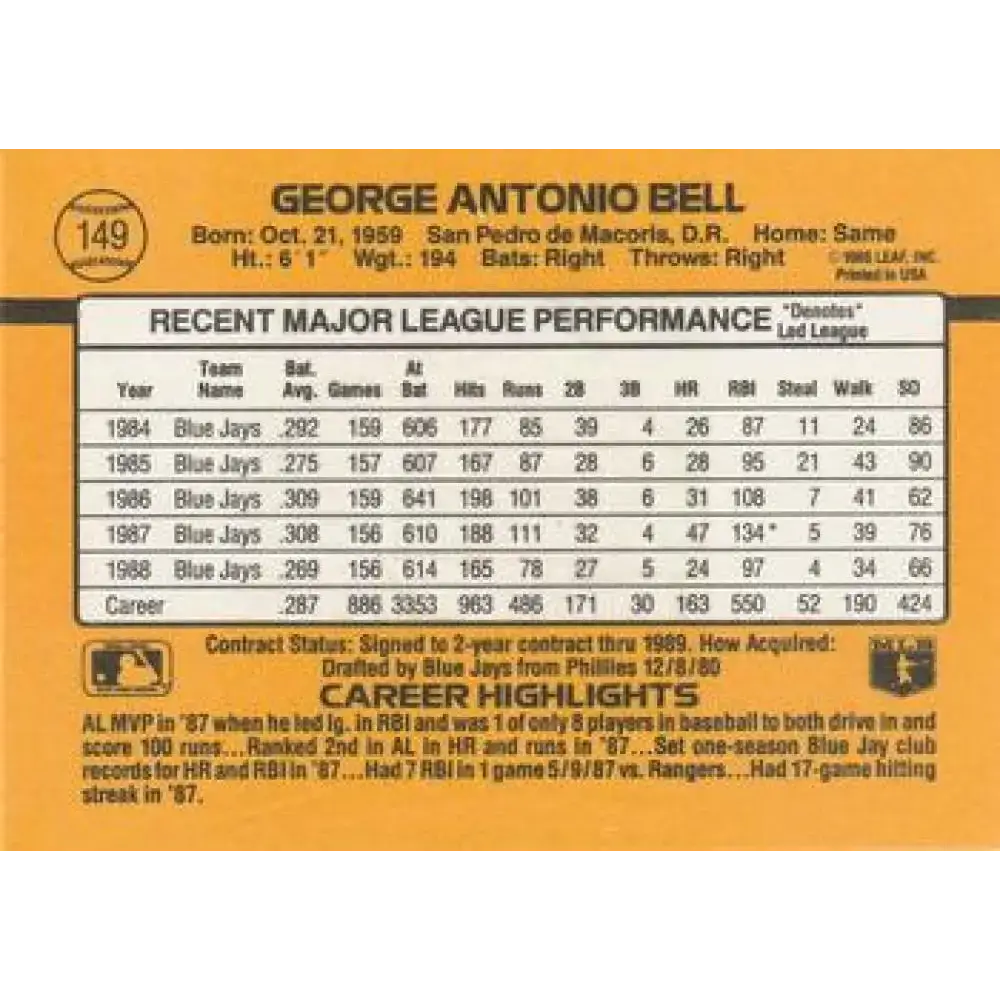 149
GEORGE ANTONIO BELL
Born: Oct. 21, 1959 San Pedro de Macoris, D.R. Home: Same
Ht.: 6'1" Wgt.: 194 Bats: Right Throws: Right
© LEAF, INC.
Printed in USA
RECENT MAJOR LEAGUE PERFORMANCE
"Denotes"
Led League
Year Team Name Bat. Avg. Games At Bat Hits Runs 2B 3B HR RBI Steal Walk SO
1984 Blue Jays .292 159 606 177 85 39 4 26 87 11 24 86
1985 Blue Jays .275 157 607 167 87 28 6 28 95 21 43 90
1986 Blue Jays .309 159 641 198 101 38 6 31 108 7 41 62
1987 Blue Jays .308 156 610 188 111 32 4 47 134* 5 39 76
1988 Blue Jays .269 156 614 165 78 27 5 24 97 4 34 66
Career .287 886 3353 963 486 171 30 163 550 52 190 424
Contract Status: Signed to 2-year contract thru 1989. How Acquired:
Drafted by Blue Jays from Phillies 12/8/80
CAREER HIGHLIGHTS
AL MVP in '87 when he led lg. in RBI and was 1 of only 8 players in baseball to both drive in and
score 100 runs...Ranked 2nd in AL in HR and runs in '87...Set one-season Blue Jay club
records for HR and RBI in '87...Had 7 RBI in 1 game 5/9/87 vs. Rangers...Had 17-game hitting
streak in '87.